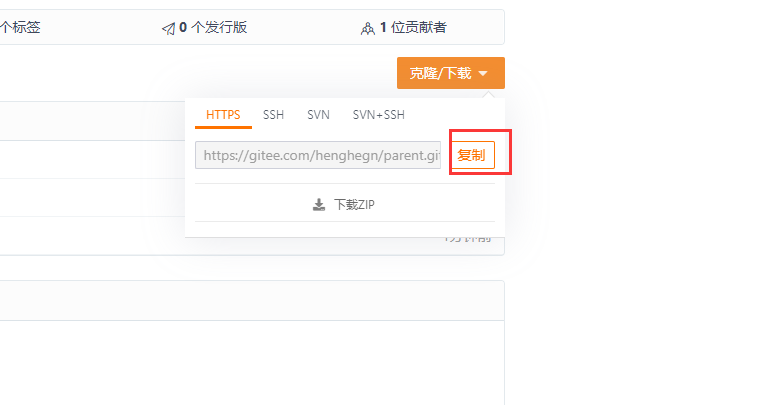 个标签 0 个发行版 1 位贡献者
克隆/下载
HTTPS SSH SVN SVN+SSH
https://gitee.com/henghegn/parent.gi 复制
下载ZIP